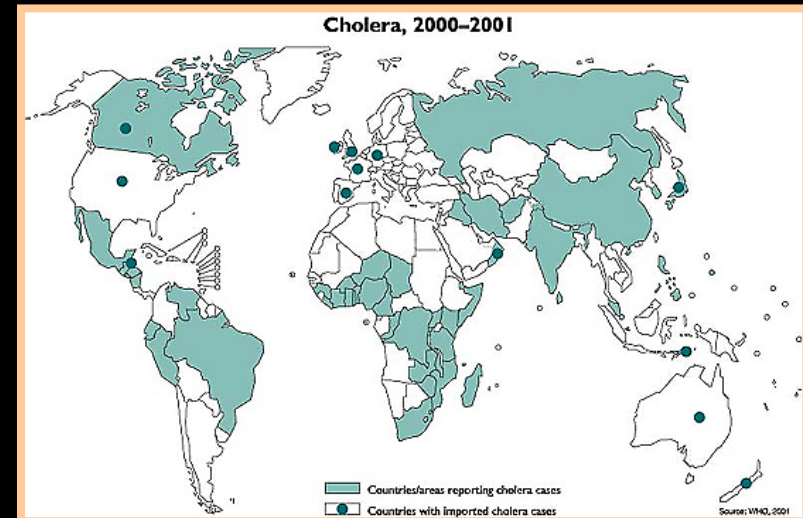 Cholera, 2000–2001
Countries/areas reporting cholera cases
Countries with imported cholera cases
Source: WHO, 2001